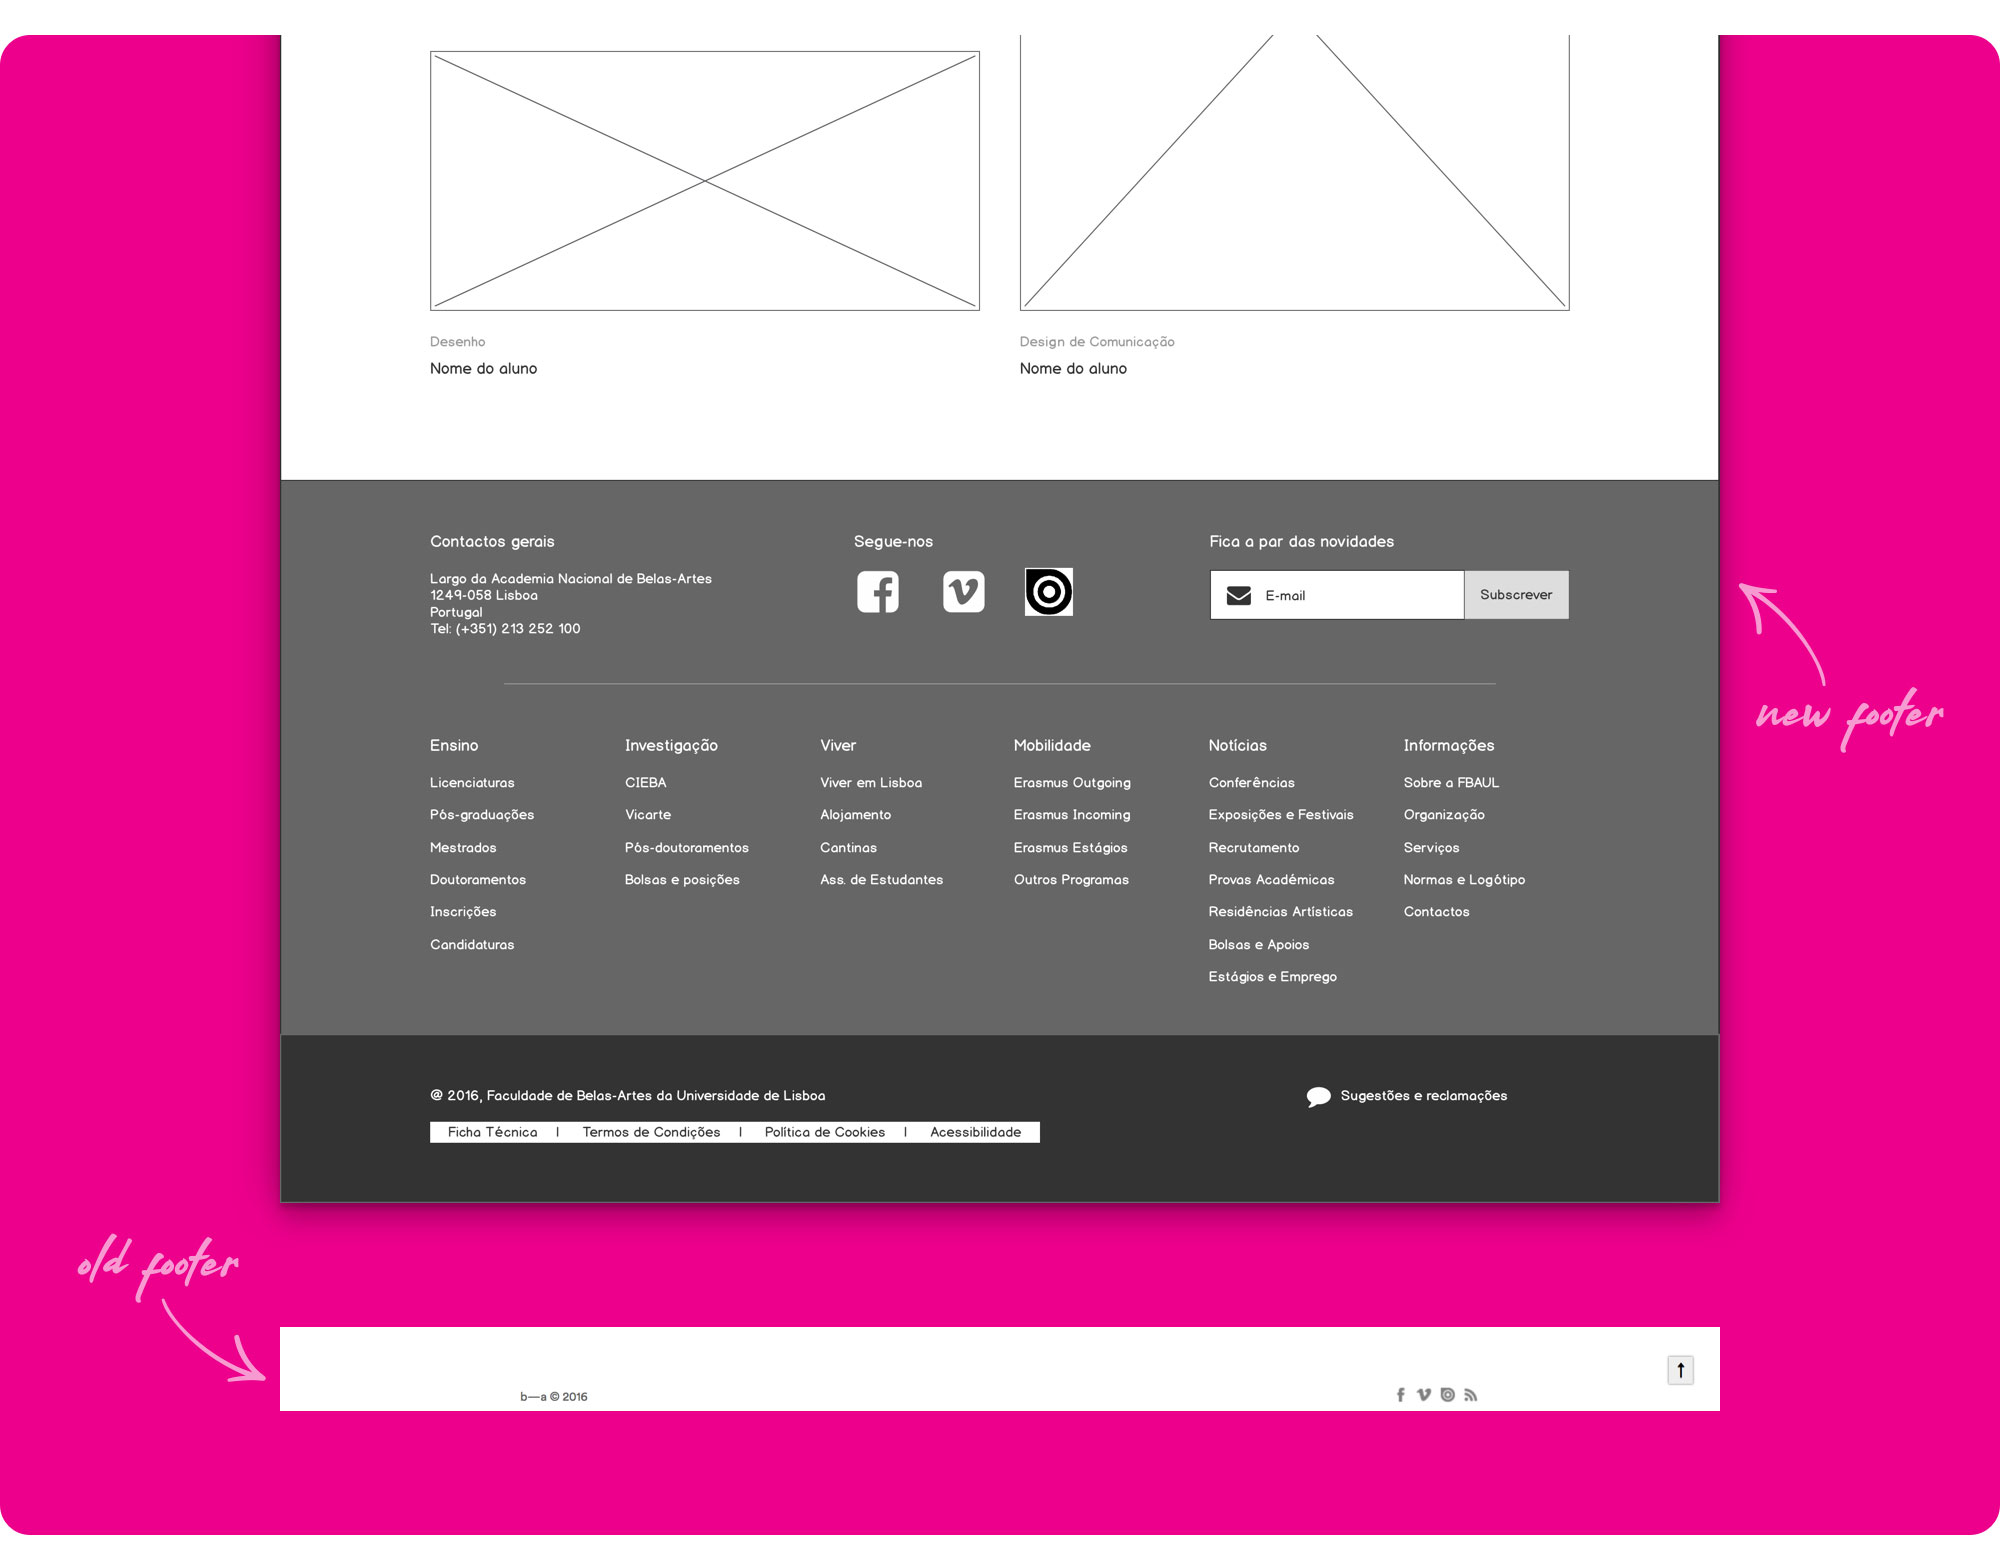 Desenho
Nome do aluno
Design de Comunicação
Nome do aluno
Contactos gerais
Largo da Academia Nacional de Belas-Artes
1249-058 Lisboa
Portugal
Tel: (+351) 213 252 100
Segue-nos
Fica a par das novidades
E-mail
Subscrever
new footer
Ensino
Licenciaturas
Pós-graduações
Mestrados
Doutoramentos
Inscrições
Candidaturas
Investigação
CIEBA
Vicarte
Pós-doutoramentos
Bolsas e posições
Viver
Viver em Lisboa
Alojamento
Cantinas
Ass. de Estudantes
Mobilidade
Erasmus Outgoing
Erasmus Incoming
Erasmus Estágios
Outros Programas
Notícias
Conferências
Exposições e Festivais
Recrutamento
Provas Académicas
Residências Artísticas
Bolsas e Apoios
Estágios e Emprego
Informações
Sobre a FBAUL
Organização
Serviços
Normas e Logótipo
Contactos
@ 2016, Faculdade de Belas-Artes da Universidade de Lisboa
Sugestões e reclamações
Ficha Técnica | Termos de Condições | Política de Cookies | Acessibilidade
old footer
b—a © 2016